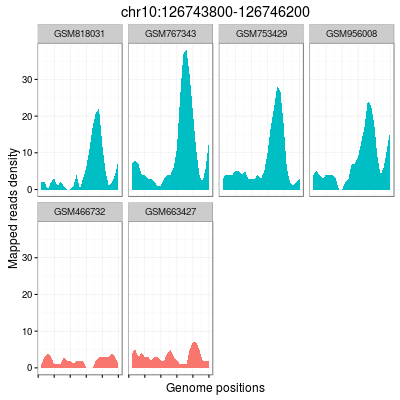 chr10:126743800-126746200
GSM818031 GSM767343 GSM753429 GSM956008
30
20
10
0
GSM466732 GSM663427
30
20
10
0
Mapped reads density
Genome positions